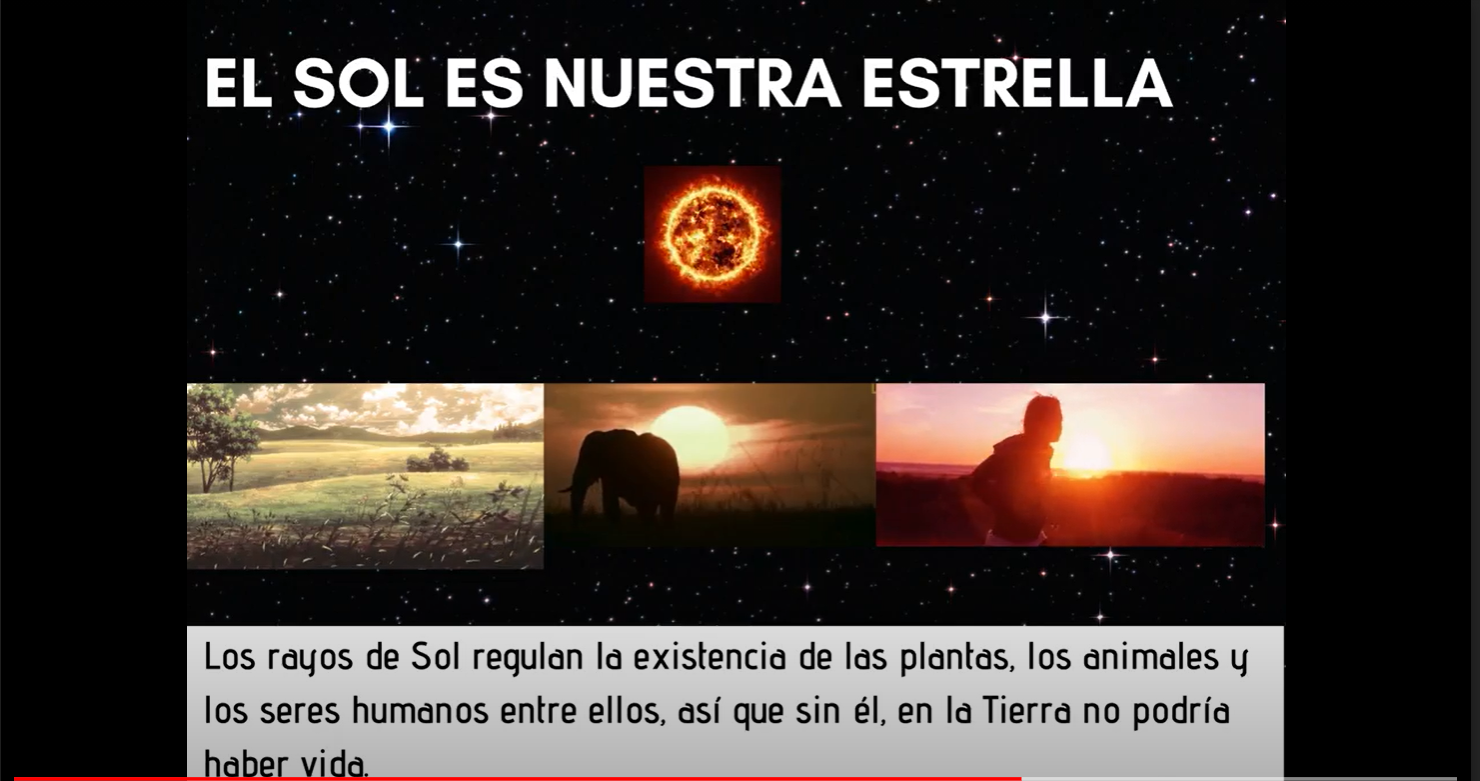 EL SOL ES NUESTRA ESTRELLA
Los rayos de Sol regulan la existencia de las plantas, los animales y
los seres humanos entre ellos, así que sin él, en la Tierra no podría
haber vida.